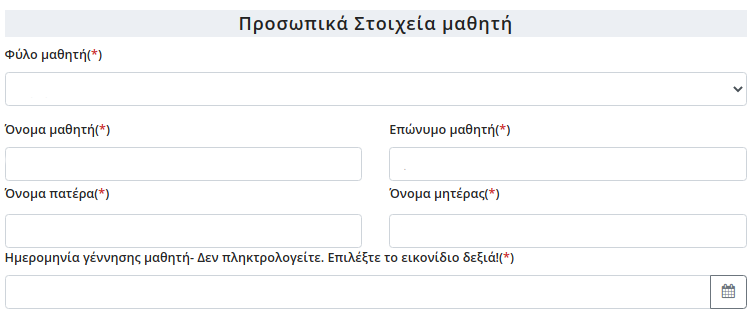 Προσωπικά Στοιχεία μαθητή
Φύλο μαθητή(*)
Όνομα μαθητή(*) Επώνυμο μαθητή(*)
Όνομα πατέρα(*) Όνομα μητέρας(*)
Ημερομηνία γέννησης μαθητή- Δεν πληκτρολογείτε. Επιλέξτε το εικονίδιο δεξιά!(*)